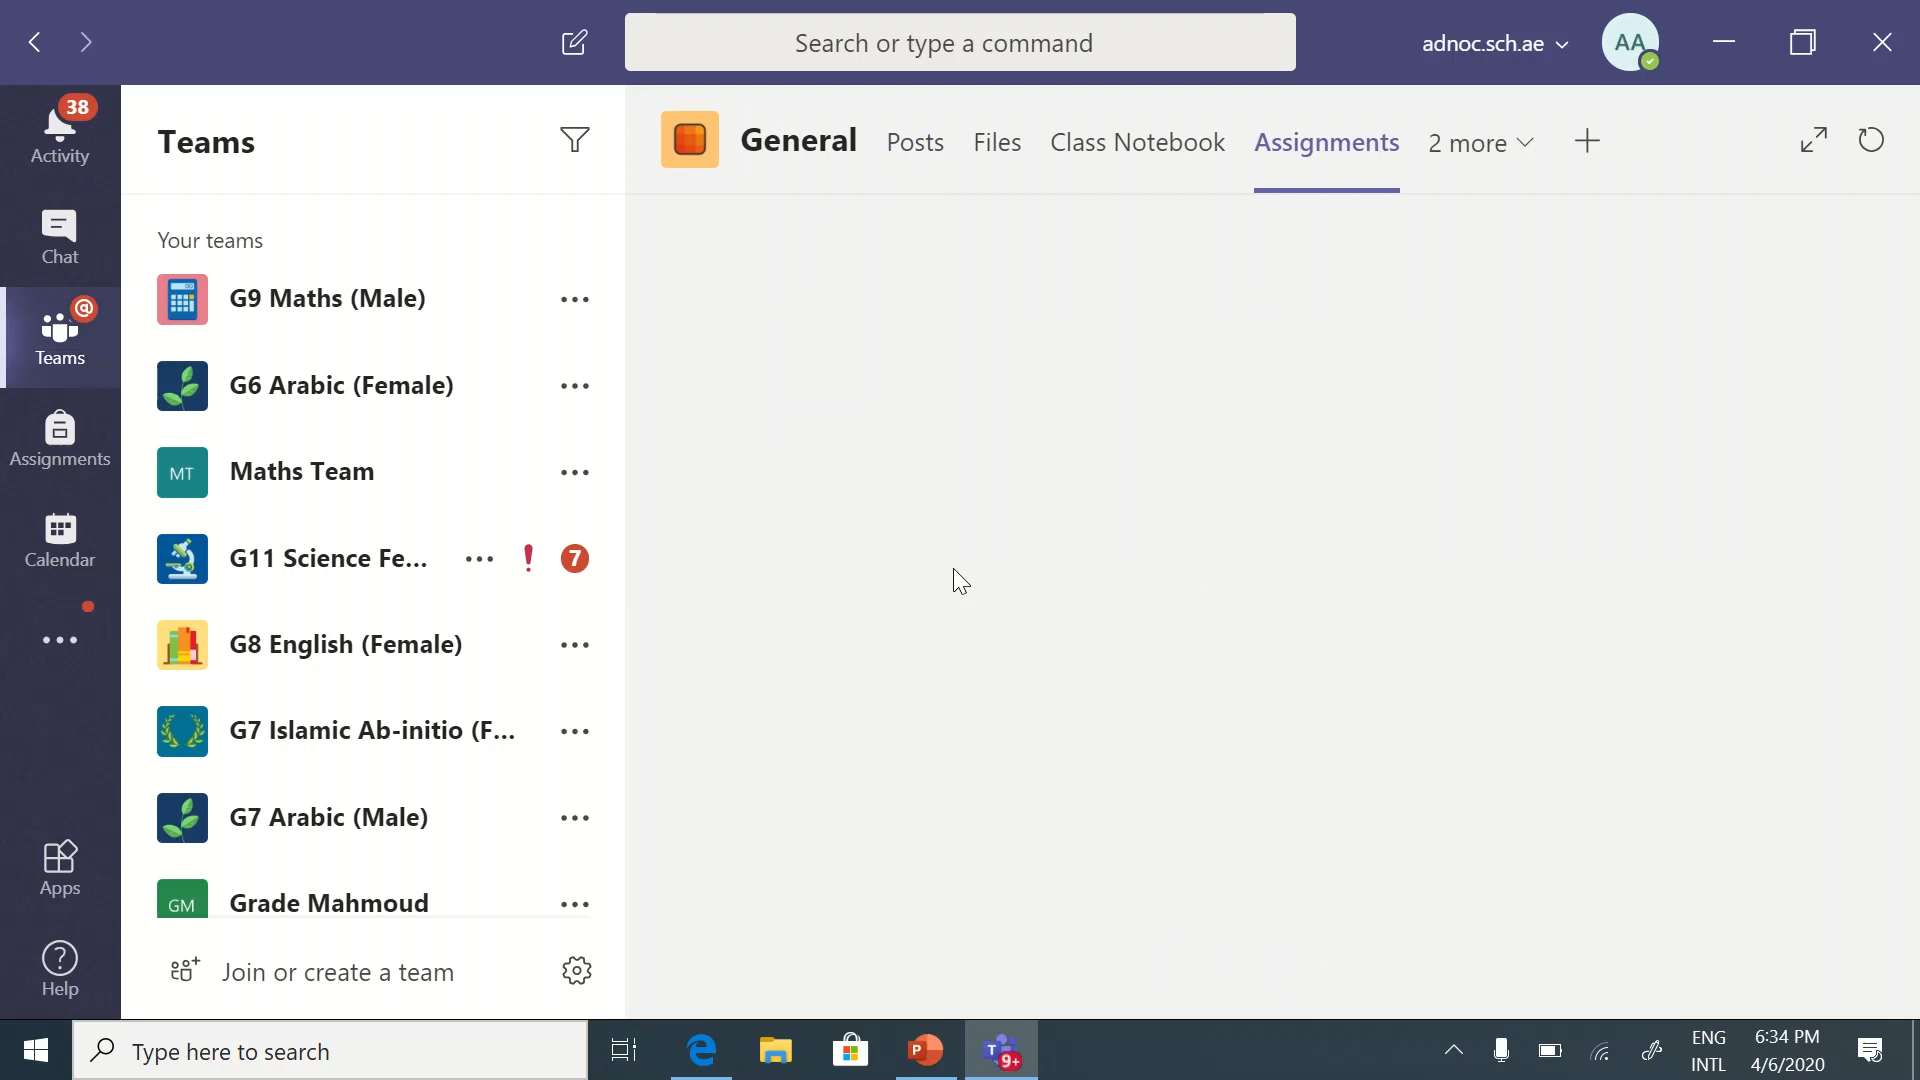 Search or type a command
adnoc.sch.ae
AA
38
Activity
Chat
@
Teams
Assignments
Calendar
Apps
Help
Teams
Your teams
G9 Maths (Male)
G6 Arabic (Female)
MT
Maths Team
G11 Science Fe...
! 7
G8 English (Female)
G7 Islamic Ab-initio (F...
G7 Arabic (Male)
GM
Grade Mahmoud
Join or create a team
General
Posts
Files
Class Notebook
Assignments
2 more
Type here to search
P
T
9+
ENG
INTL
6:34 PM
4/6/2020